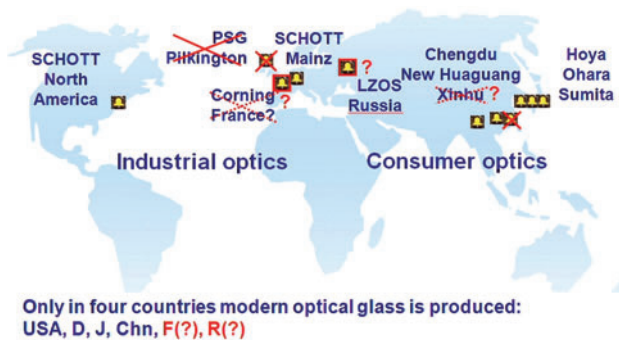 PSG
Pilkington
SCHOTT
North
America
SCHOTT
Mainz
?
Corning
France?
?
LZOS
Russia
Chengdu
New Huaguang
Xinhu ?
Hoya
Ohara
Sumita
Industrial optics
Consumer optics
Only in four countries modern optical glass is produced:
USA, D, J, Chn, F(?), R(?)